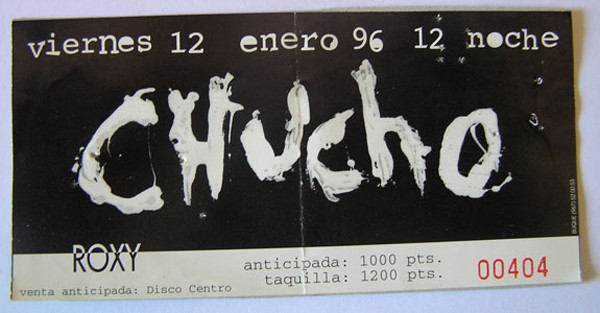 viernes 12 enero 96 12 noche
CHucho
ROXY
anticipada: 1000 pts.
taquilla: 1200 pts.
00404
venta anticipada: Disco Centro